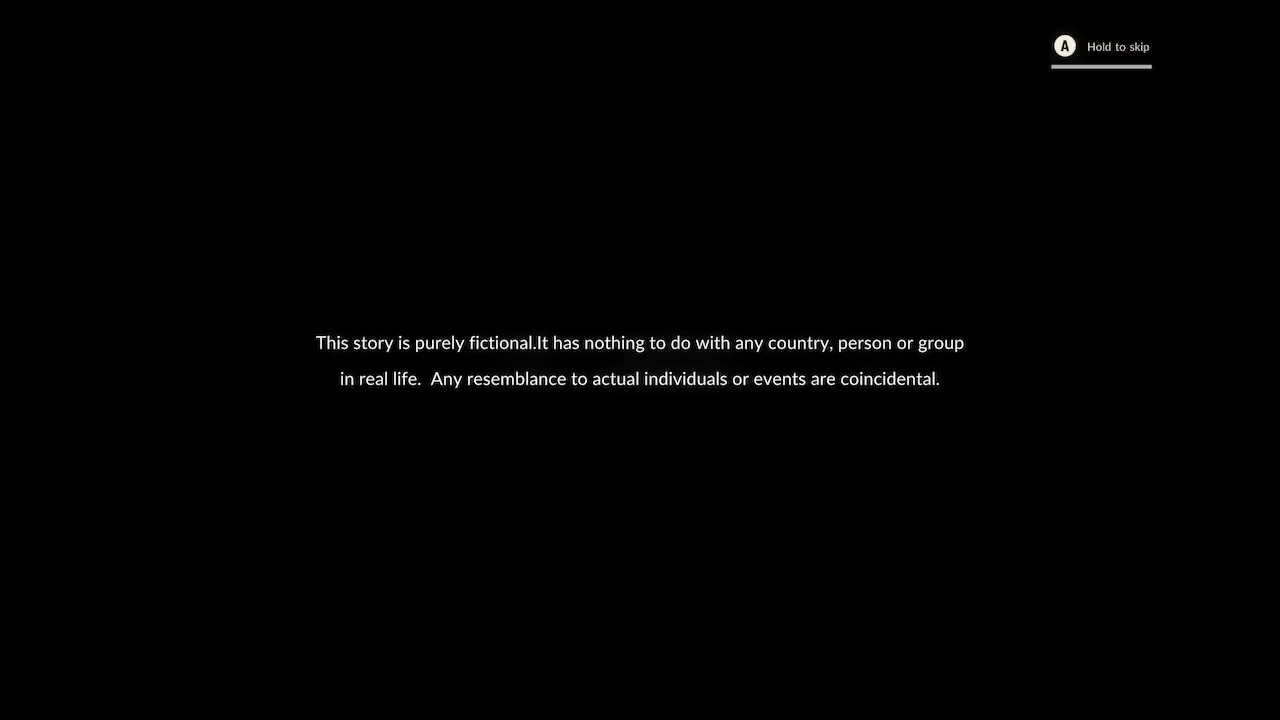 A Hold to skip
This story is purely fictional.It has nothing to do with any country, person or group
in real life.  Any resemblance to actual individuals or events are coincidental.